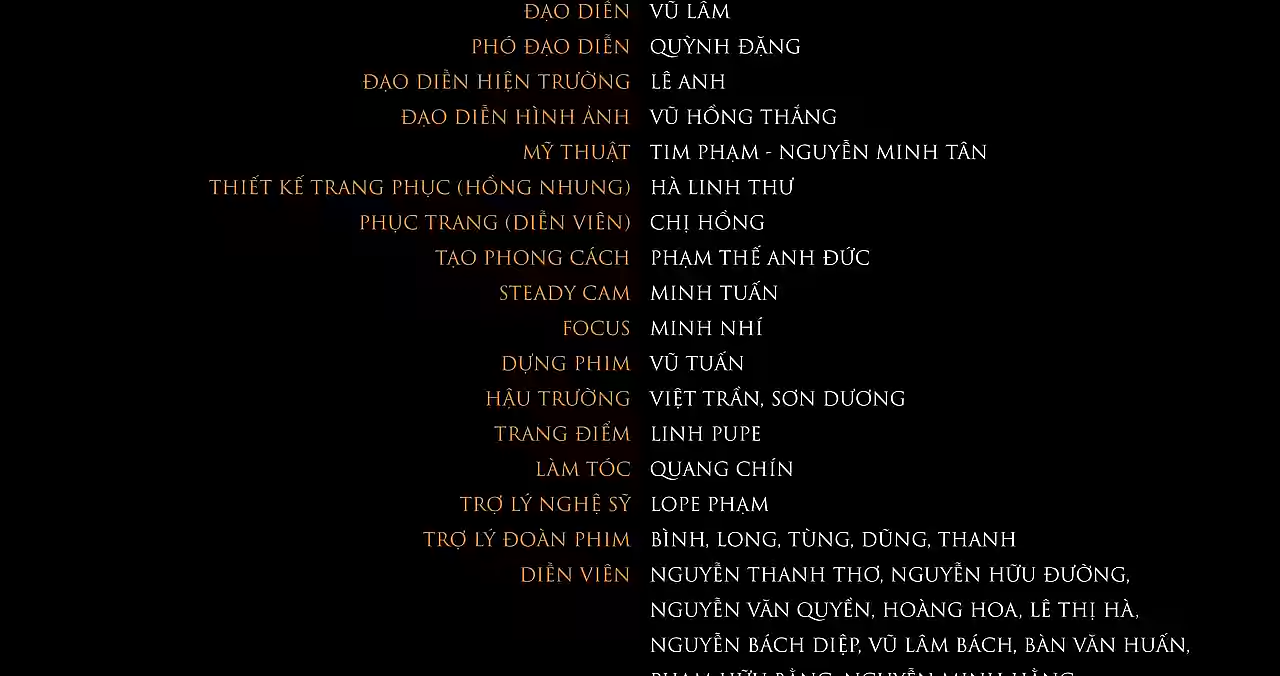 ĐẠO DIỄN VŨ LÂM
PHÓ ĐẠO DIỄN QUỲNH ĐẶNG
ĐẠO DIỄN HIỆN TRƯỜNG LÊ ANH
ĐẠO DIỄN HÌNH ẢNH VŨ HỒNG THẮNG
MỸ THUẬT TIM PHẠM - NGUYỄN MINH TÂN
THIẾT KẾ TRANG PHỤC (HỒNG NHUNG) HÀ LINH THƯ
PHỤC TRANG (DIỄN VIÊN) CHỊ HỒNG
TẠO PHONG CÁCH PHẠM THẾ ANH ĐỨC
STEADY CAM MINH TUẤN
FOCUS MINH NHÍ
DỰNG PHIM VŨ TUẤN
HẬU TRƯỜNG VIỆT TRẦN, SƠN DƯƠNG
TRANG ĐIỂM LINH PUPE
LÀM TÓC QUANG CHÍN
TRỢ LÝ NGHỆ SỸ LOPE PHẠM
TRỢ LÝ ĐOÀN PHIM BÌNH, LONG, TÙNG, DŨNG, THANH
DIỄN VIÊN NGUYỄN THANH THƠ, NGUYỄN HỮU ĐƯỜNG,
NGUYỄN VĂN QUYỀN, HOÀNG HOA, LÊ THỊ HÀ,
NGUYỄN BÁCH DIỆP, VŨ LÂM BÁCH, BÀN VĂN HUẤN,
PHẠM HỮU BẰNG, NGUYỄN MINH HẰNG